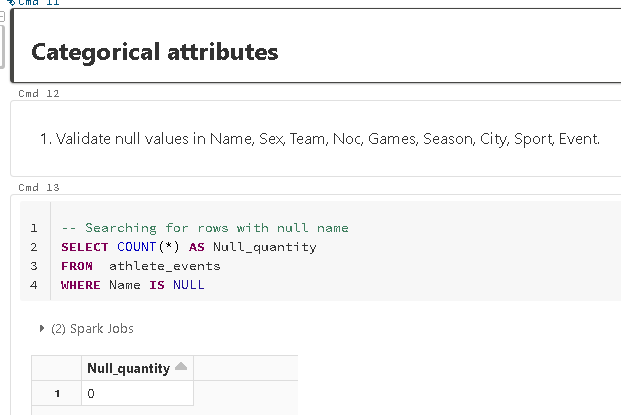 Cmd 11
Categorical attributes
Cmd 12
1. Validate null values in Name, Sex, Team, Noc, Games, Season, City, Sport, Event.
Cmd 13
1 -- Searching for rows with null name
2 SELECT COUNT(*) AS Null_quantity
3 FROM athlete_events
4 WHERE Name IS NULL
(2) Spark Jobs
Null_quantity
1 0